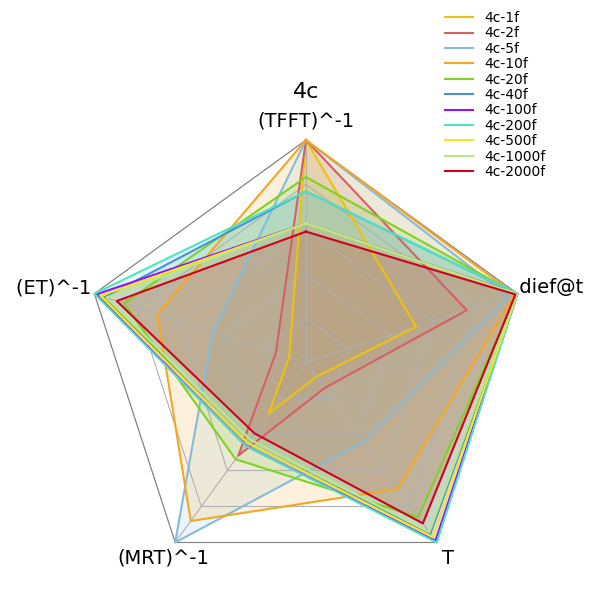 4c-1f
4c-2f
4c-5f
4c-10f
4c-20f
4c-40f
4c-100f
4c-200f
4c-500f
4c-1000f
4c-2000f
4c
(TFFT)^-1
(ET)^-1
dief@t
(MRT)^-1
T